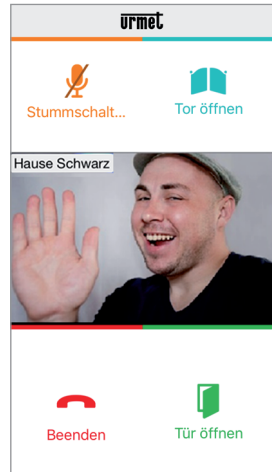 urmet
Stummschalt...
Tor öffnen
Hause Schwarz
Beenden
Tür öffnen